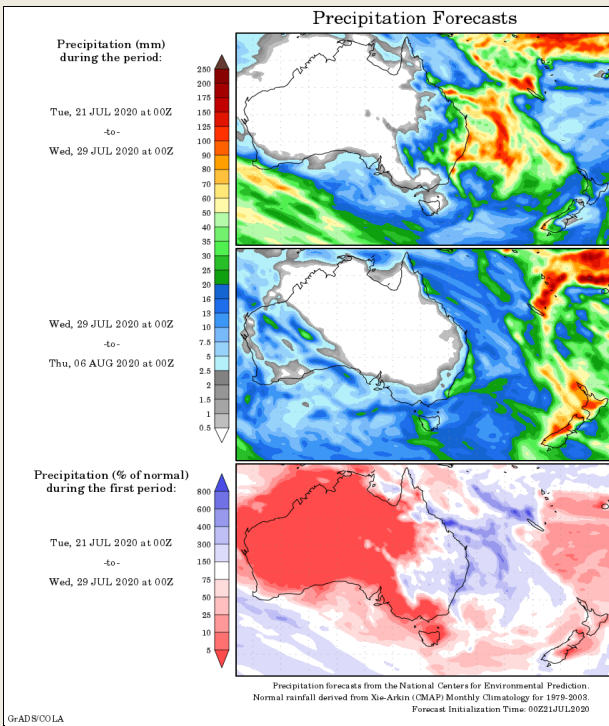 Precipitation Forecasts
Precipitation (mm)
during the period:
Tue, 21 JUL 2020 at 00Z
-to-
Wed, 29 JUL 2020 at 00Z
250
200
175
150
125
100
90
80
70
60
50
40
35
30
25
20
16
13
10
7.5
5
2.5
2
1.5
1
0.5
Wed, 29 JUL 2020 at 00Z
-to-
Thu, 06 AUG 2020 at 00Z
Precipitation (% of normal)
during the first period:
Tue, 21 JUL 2020 at 00Z
-to-
Wed, 29 JUL 2020 at 00Z
800
600
400
300
150
75
50
25
10
5
Precipitation forecasts from the National Centers for Environmental Prediction.
Normal rainfall derived from Xie-Arkin (CMAP) Monthly Climatology for 1979-2003.
Forecast Initialization Time: 00Z21JUL2020
GrADS/COLA